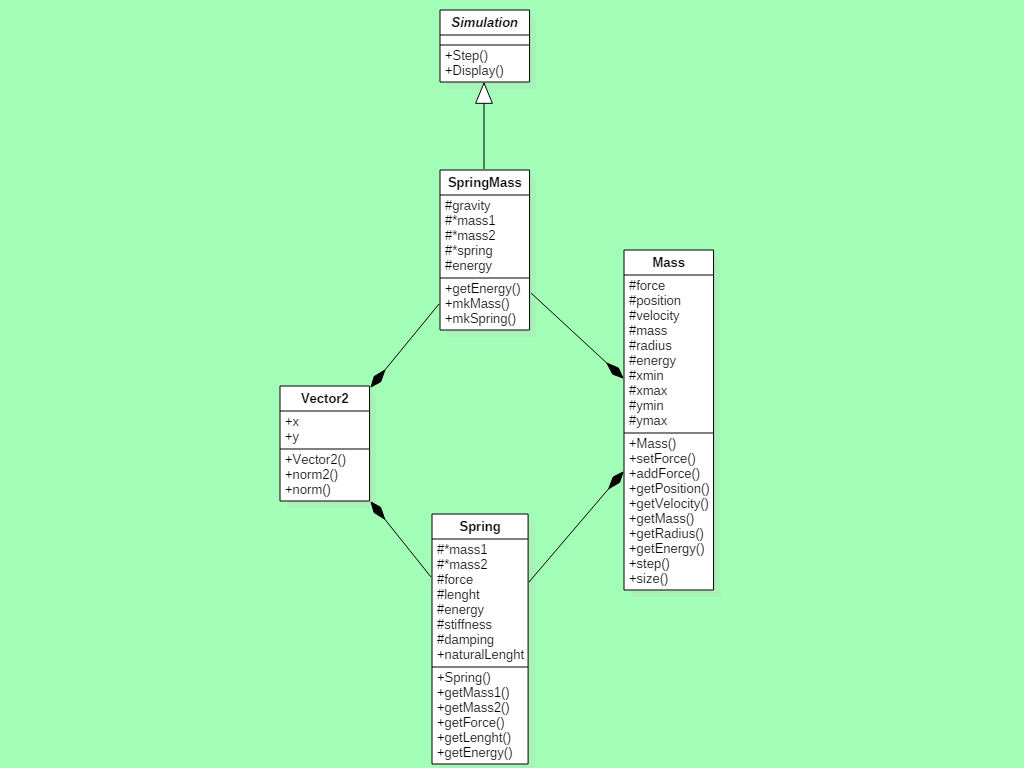 Simulation
+Step()
+Display()
SpringMass
#gravity
#*mass1
#*mass2
#*spring
#energy
+getEnergy()
+mkMass()
+mkSpring()
Mass
#force
#position
#velocity
#mass
#radius
#energy
#xmin
#xmax
#ymin
#ymax
+Mass()
+setForce()
+addForce()
+getPosition()
+getVelocity()
+getMass()
+getRadius()
+getEnergy()
+step()
+size()
Vector2
+x
+y
+Vector2()
+norm2()
+norm()
Spring
#*mass1
#*mass2
#force
#lenght
#energy
#stiffness
#damping
+naturalLenght
+Spring()
+getMass1()
+getMass2()
+getForce()
+getLenght()
+getEnergy()